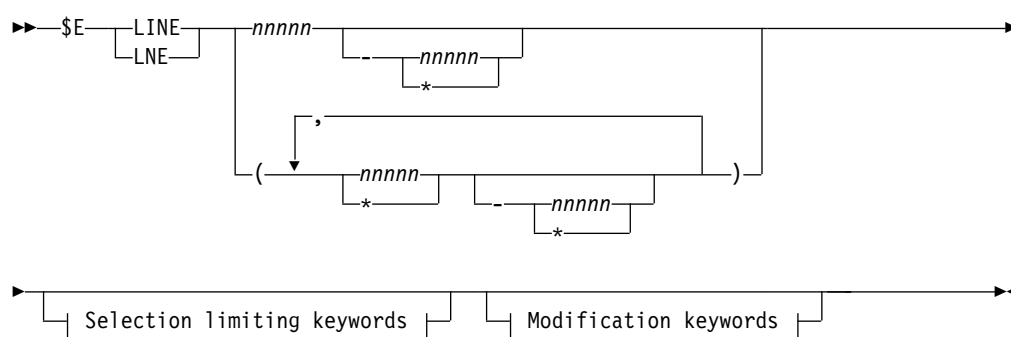 $E LINE nnnnn
LNE - nnnnn
*
,
( nnnnn )
* - nnnnn
*
Selection limiting keywords Modification keywords